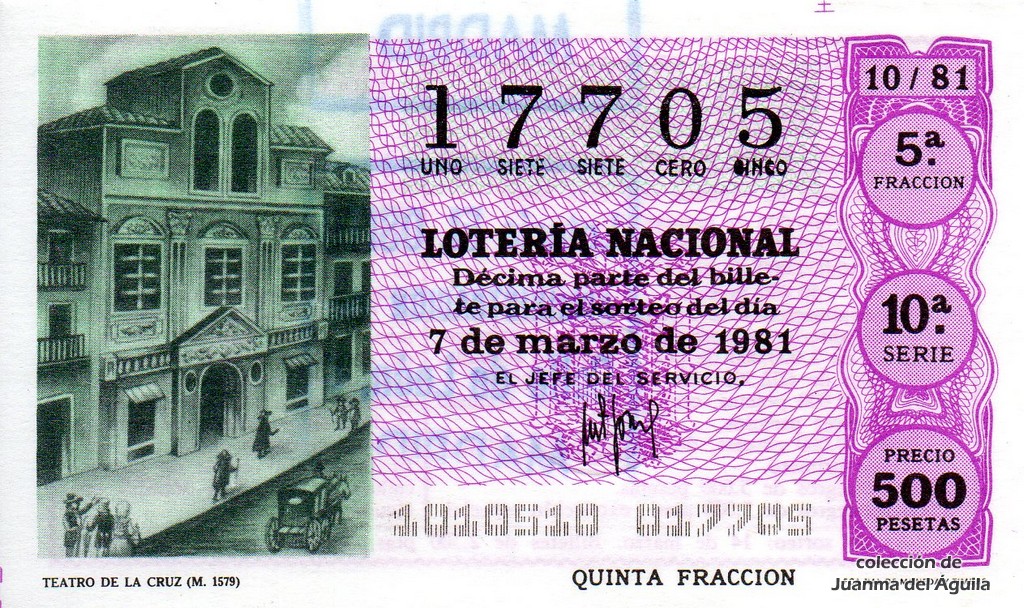 MADRID
10 / 81
17705
UNO SIETE SIETE CERO CINCO
5ª.
FRACCION
LOTERÍA NACIONAL
Décima parte del bille-
te para el sorteo del día
7 de marzo de 1981
EL JEFE DEL SERVICIO,
10ª.
SERIE
PRECIO
500
PESETAS
1010510 017705
TEATRO DE LA CRUZ (M. 1579)
QUINTA FRACCION
colección de
Juanma del Águila